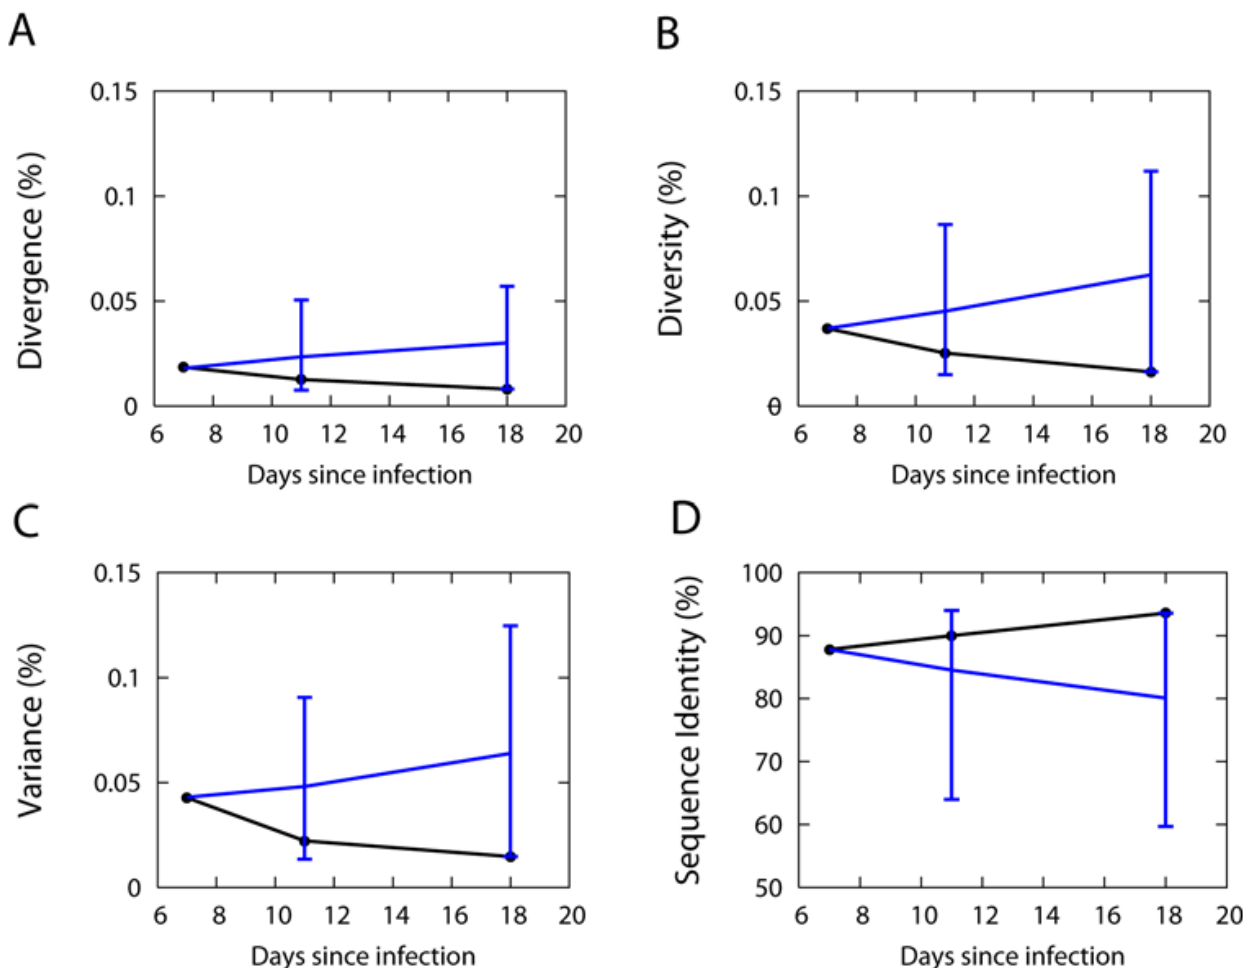 A
B
0.15
0.1
0.05
0
Divergence (%)
6 8 10 12 14 16 18 20
Days since infection
0.15
0.1
0.05
0
Diversity (%)
6 8 10 12 14 16 18 20
Days since infection
C
D
0.15
0.1
0.05
0
Variance (%)
6 8 10 12 14 16 18 20
Days since infection
100
90
80
70
60
50
Sequence Identity (%)
6 8 10 12 14 16 18 20
Days since infection